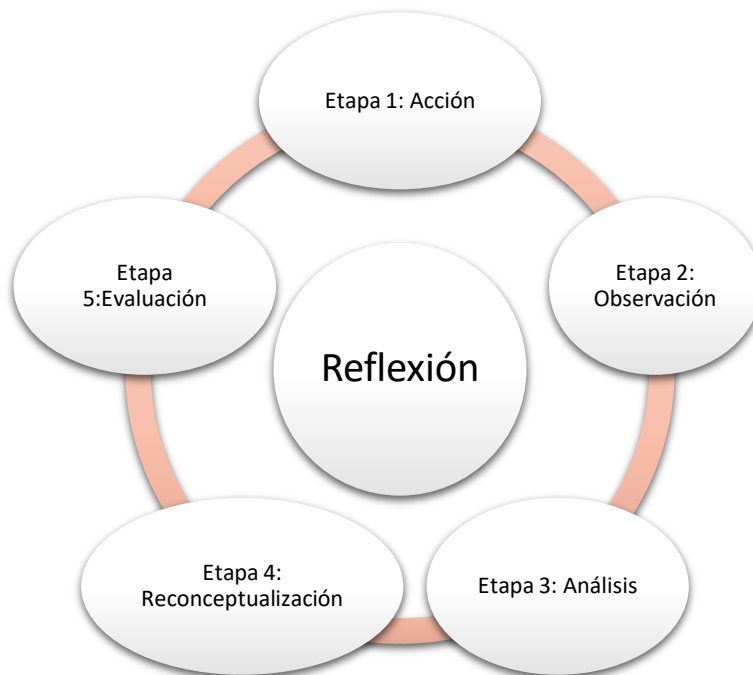 Etapa 1: Acción
Etapa 2:
Observación
Etapa 3: Análisis
Etapa 4:
Reconceptualización
Etapa
5:Evaluación
Reflexión